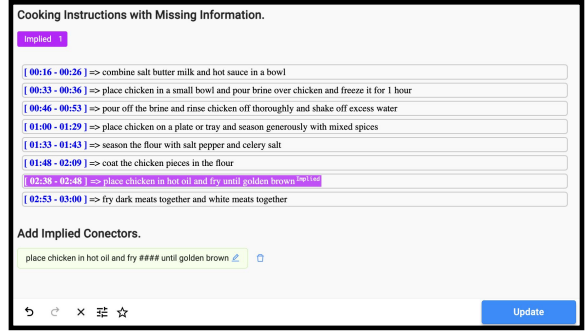 Cooking Instructions with Missing Information.
Implied 1
[ 00:16 - 00:26 ] => combine salt butter milk and hot sauce in a bowl
[ 00:33 - 00:36 ] => place chicken in a small bowl and pour brine over chicken and freeze it for 1 hour
[ 00:46 - 00:53 ] => pour off the brine and rinse chicken off thoroughly and shake off excess water
[ 01:00 - 01:29 ] => place chicken on a plate or tray and season generously with mixed spices
[ 01:33 - 01:43 ] => season the flour with salt pepper and celery salt
[ 01:48 - 02:09 ] => coat the chicken pieces in the flour
[ 02:38 - 02:48 ] => place chicken in hot oil and fry until golden brown Implied
[ 02:53 - 03:00 ] => fry dark meats together and white meats together
Add Implied Conectors.
place chicken in hot oil and fry #### until golden brown
Update